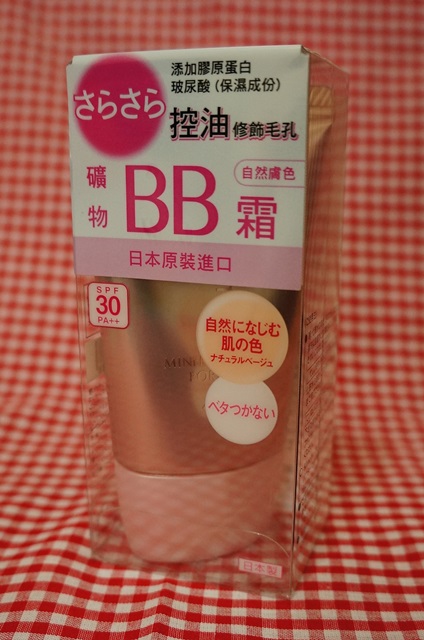 添加膠原蛋白
玻尿酸（保濕成份）
さらさら
控油 修飾毛孔
自然膚色
礦物
BB
霜
日本原裝進口
SPF
30
PA++
自然になじむ
肌の色
ナチュラルベージュ
ベタつかない
日本製